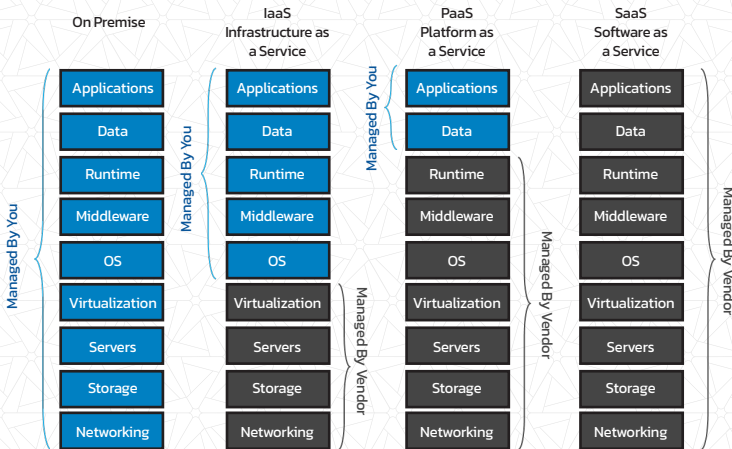 On Premise
Managed By You
Applications
Data
Runtime
Middleware
OS
Virtualization
Servers
Storage
Networking
IaaS
Infrastructure as
a Service
Managed By You
Applications
Data
Runtime
Middleware
OS
Virtualization
Servers
Storage
Networking
Managed By Vendor
PaaS
Platform as
a Service
Managed By You
Applications
Data
Runtime
Middleware
OS
Virtualization
Servers
Storage
Networking
Managed By Vendor
SaaS
Software as
a Service
Applications
Data
Runtime
Middleware
OS
Virtualization
Servers
Storage
Networking
Managed By Vendor